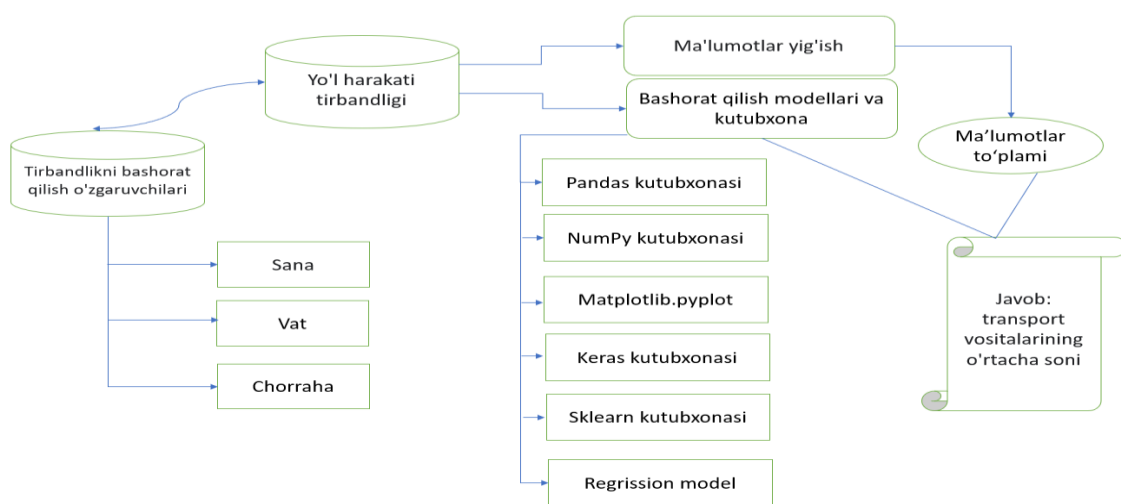 Yo'l harakati
tirbandligi
Ma'lumotlar yig'ish
Bashorat qilish modellari va
kutubxona
Ma’lumotlar
to‘plami
Tirbandlikni bashorat
qilish o'zgaruvchilari
Sana
Vat
Chorraha
Pandas kutubxonasi
NumPy kutubxonasi
Matplotlib.pyplot
Keras kutubxonasi
Sklearn kutubxonasi
Regrission model
Javob:
transport
vositalarining
o'rtacha soni